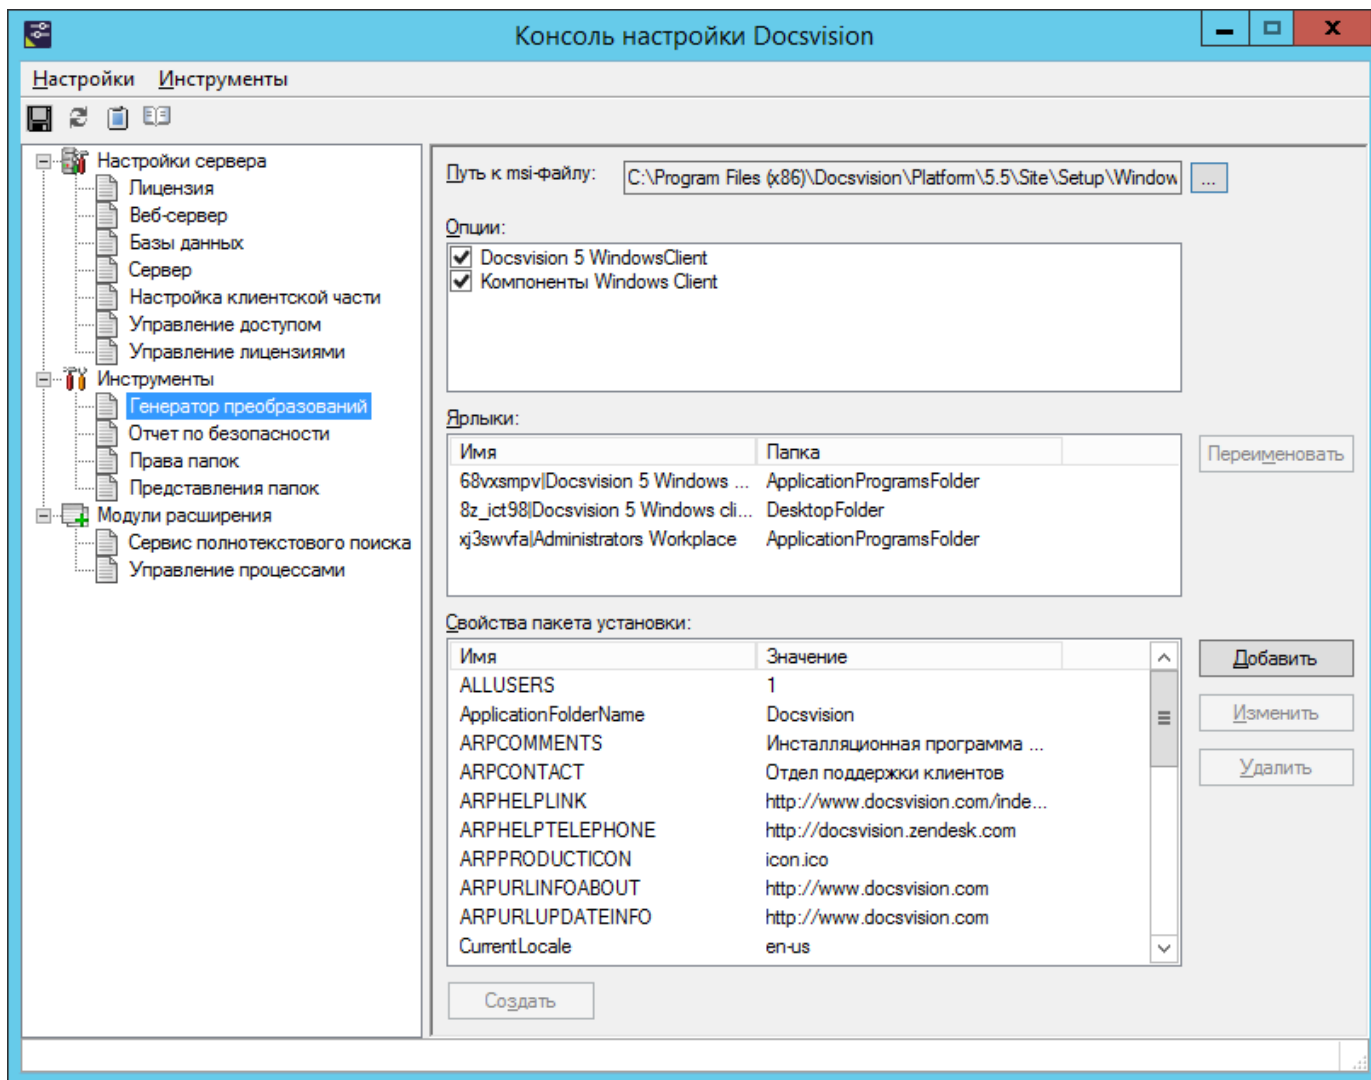 Консоль настройки Docsvision
Настройки Инструменты
Настройки сервера
Лицензия
Веб-сервер
Базы данных
Сервер
Настройка клиентской части
Управление доступом
Управление лицензиями
Инструменты
Генератор преобразований
Отчет по безопасности
Права папок
Представления папок
Модули расширения
Сервис полнотекстового поиска
Управление процессами
Путь к msi-файлу: C:\Program Files (x86)\Docsvision\Platform\5.5\Site\Setup\Window ...
Опции:
Docsvision 5 WindowsClient
Компоненты Windows Client
Ярлыки:
Имя Папка
68vxsmpv|Docsvision 5 Windows ... ApplicationProgramsFolder
8z_ict98|Docsvision 5 Windows cli... DesktopFolder
xj3swvfa|Administrators Workplace ApplicationProgramsFolder
Переименовать
Свойства пакета установки:
Имя Значение
ALLUSERS 1
ApplicationFolderName Docsvision
ARPCOMMENTS Инсталляционная программа ...
ARPCONTACT Отдел поддержки клиентов
ARPHELPLINK http://www.docsvision.com/inde...
ARPHELPTELEPHONE http://docsvision.zendesk.com
ARPPRODUCTICON icon.ico
ARPURLINFOABOUT http://www.docsvision.com
ARPURLUPDATEINFO http://www.docsvision.com
CurrentLocale en-us
Добавить
Изменить
Удалить
Создать